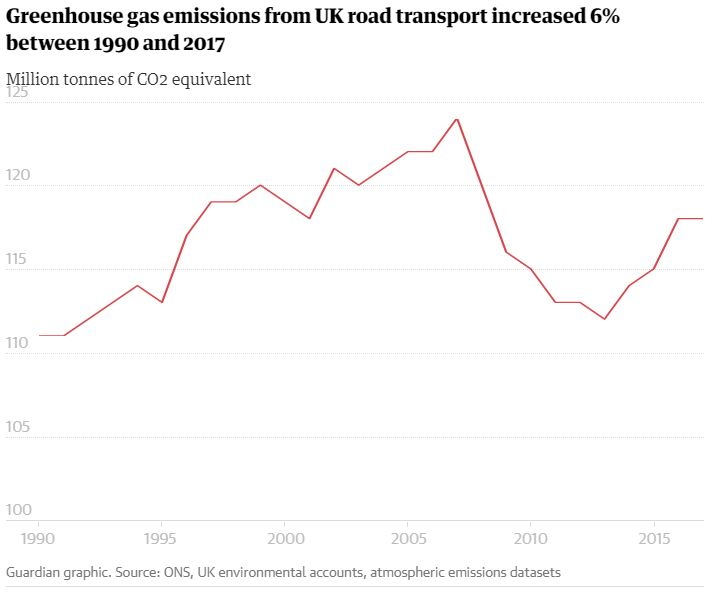 Greenhouse gas emissions from UK road transport increased 6%
between 1990 and 2017
Million tonnes of CO2 equivalent
125
120
115
110
105
100
1990 1995 2000 2005 2010 2015
Guardian graphic. Source: ONS, UK environmental accounts, atmospheric emissions datasets